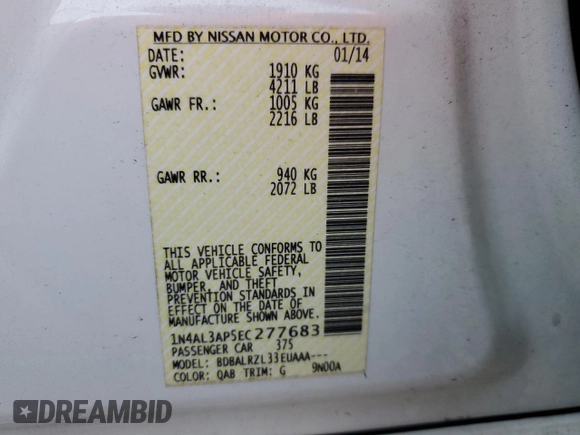 MFD BY NISSAN MOTOR CO., LTD.
DATE: 01/14
GVWR: 1910 KG
4211 LB
GAWR FR.: 1005 KG
2216 LB
GAWR RR.: 940 KG
2072 LB
THIS VEHICLE CONFORMS TO
ALL APPLICABLE FEDERAL
MOTOR VEHICLE SAFETY,
BUMPER, AND THEFT
PREVENTION STANDARDS IN
EFFECT ON THE DATE OF
MANUFACTURE SHOWN ABOVE.
1N4AL3AP5EC277683
PASSENGER CAR 375
MODEL: BDBALRZL33EUAAA---
COLOR: QAB TRIM: G 9N00A
DREAMBID